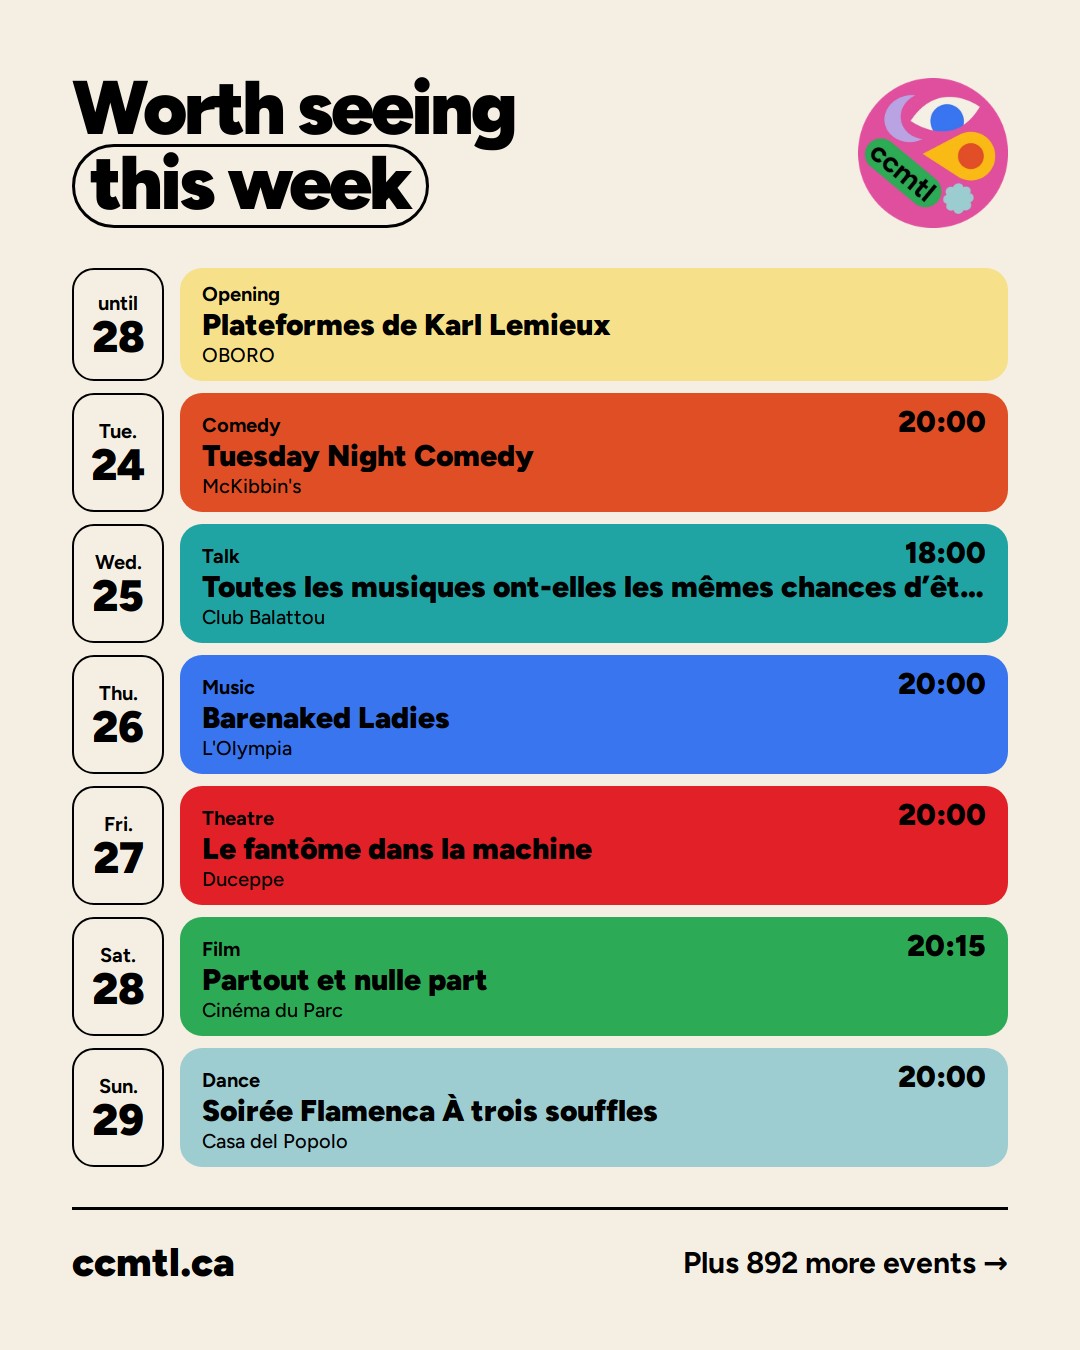 Worth seeing
this week
ccmtl
until
28
Opening
Plateformes de Karl Lemieux
OBORO
Tue.
24
Comedy
20:00
Tuesday Night Comedy
McKibbin's
Wed.
25
Talk
18:00
Toutes les musiques ont-elles les mêmes chances d’êt...
Club Balattou
Thu.
26
Music
20:00
Barenaked Ladies
L'Olympia
Fri.
27
Theatre
20:00
Le fantôme dans la machine
Duceppe
Sat.
28
Film
20:15
Partout et nulle part
Cinéma du Parc
Sun.
29
Dance
20:00
Soirée Flamenca À trois souffles
Casa del Popolo
ccmtl.ca
Plus 892 more events →